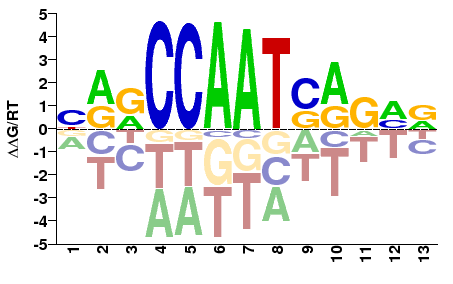 5
4
3
2
1
0
-1
-2
-3
-4
-5
ΔΔG/RT
C A G C C A A T C A G A G
G A G G C A
G C T G G C C G G A C T T C A C
A T C T T G G C T T T T
A A T T A
1 2 3 4 5 6 7 8 9 10 11 12 13